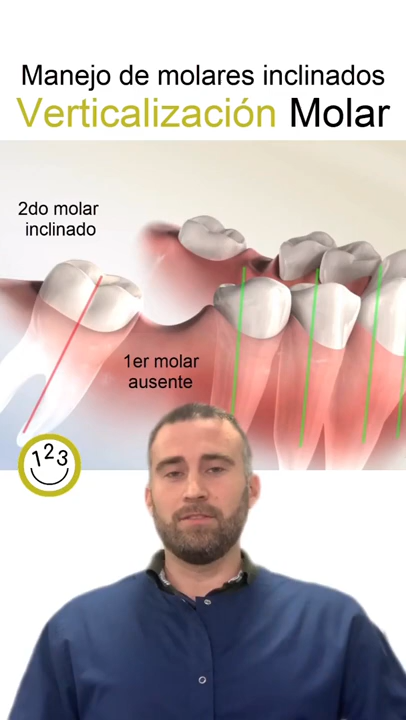 Manejo de molares inclinados
Verticalización Molar
2do molar
inclinado
1er molar
ausente
123